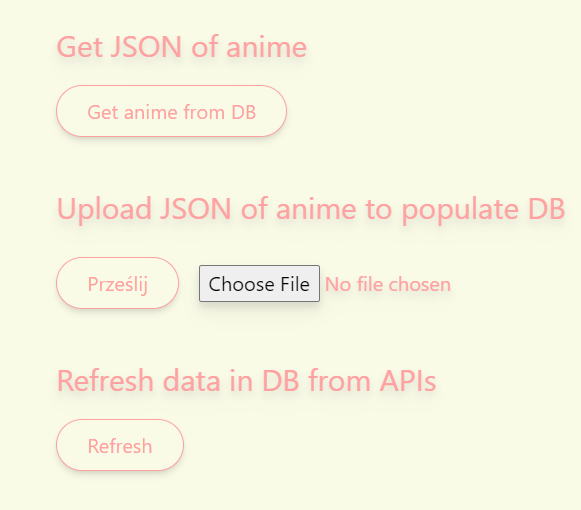 Get JSON of anime
Get anime from DB
Upload JSON of anime to populate DB
Prześlij Choose File No file chosen
Refresh data in DB from APIs
Refresh